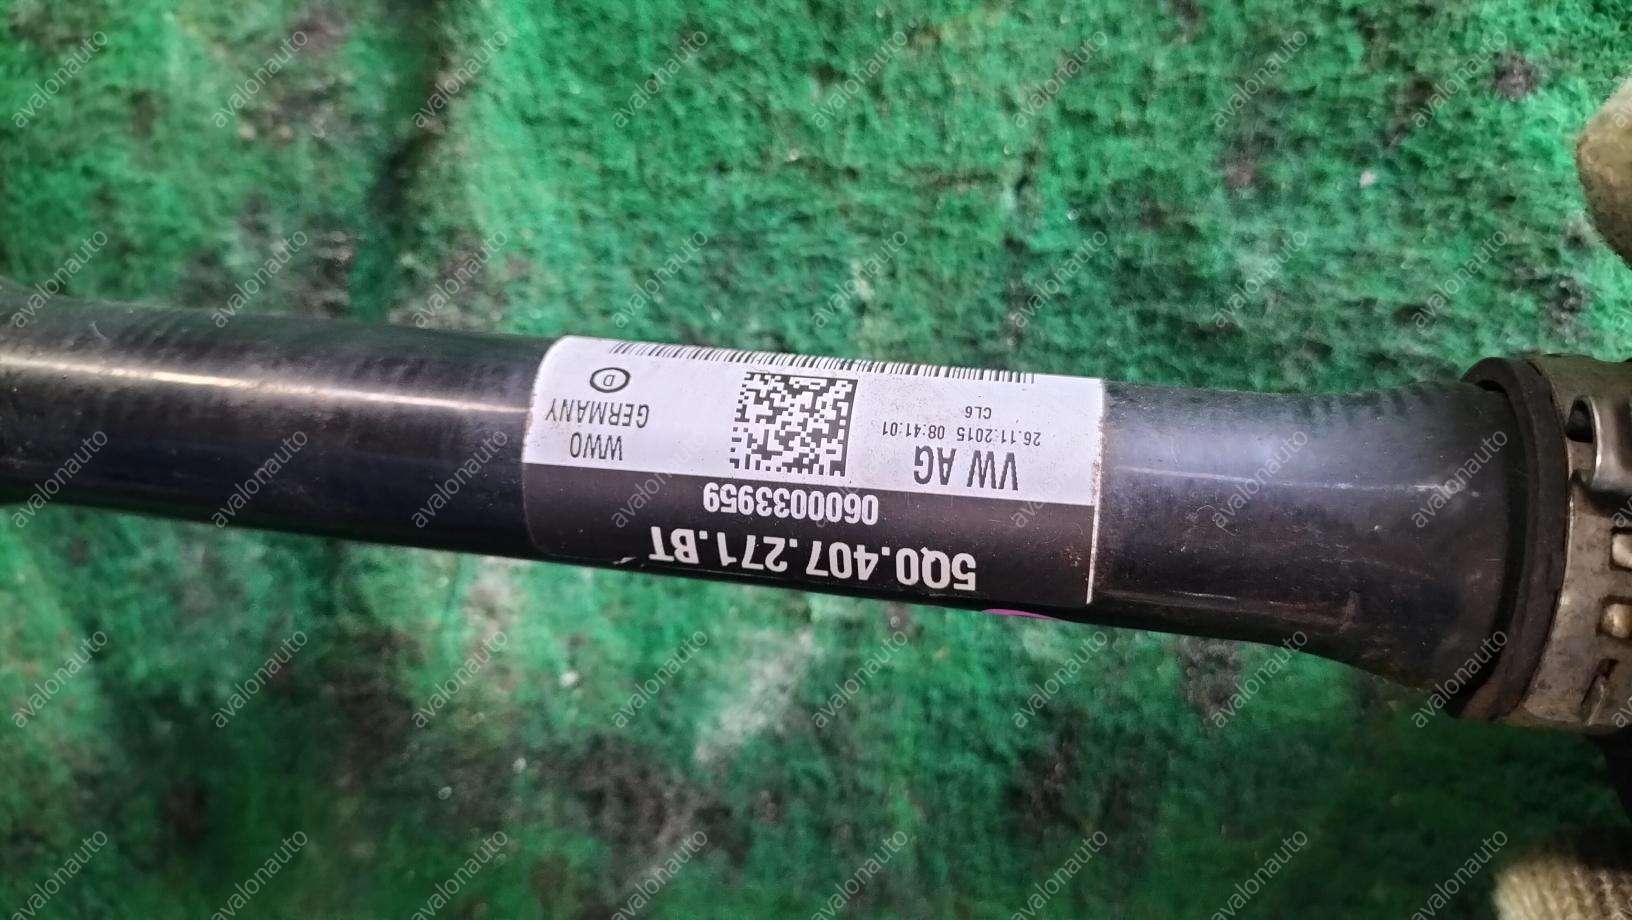 5Q0.407.271.BT
0600033959
VW AG
26.11.2015 08:41:01
CL6
WWO
GERMANY
D
avalonauto